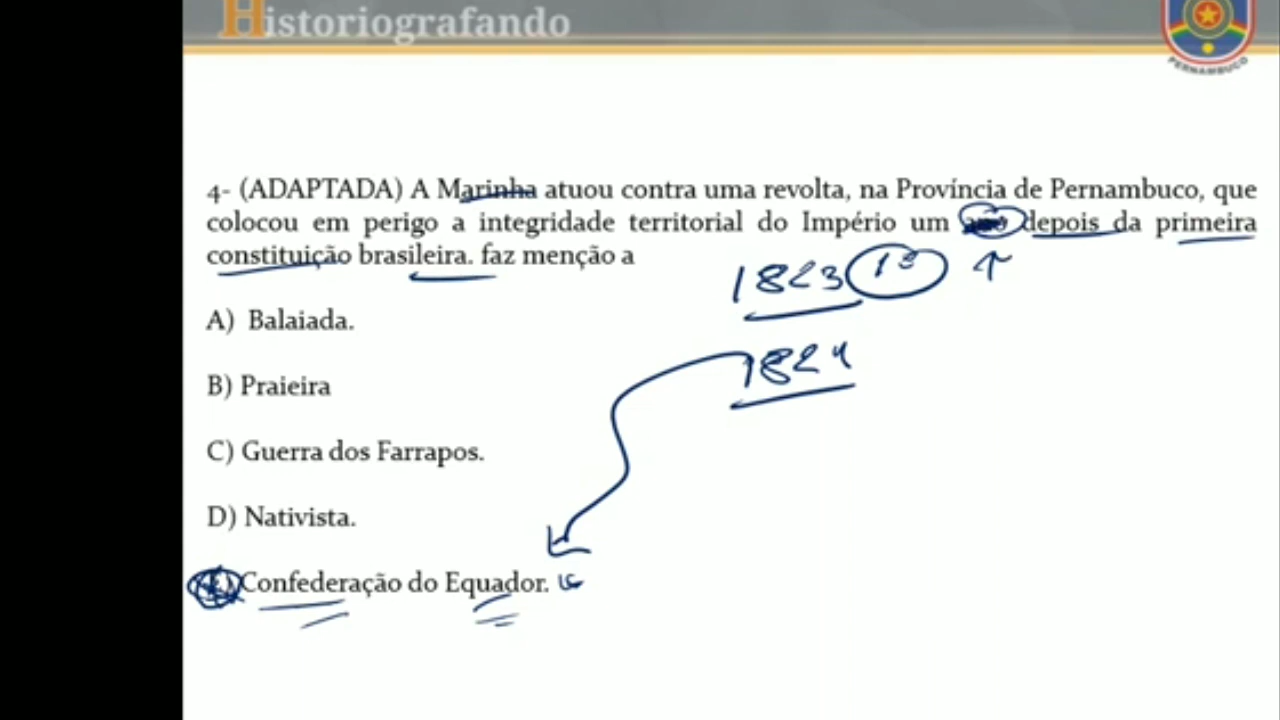 Historiografando
PERNAMBUCO
4- (ADAPTADA) A Marinha atuou contra uma revolta, na Província de Pernambuco, que
colocou em perigo a integridade territorial do Império um ano depois da primeira
constituição brasileira. faz menção a
1823 1ª
1824
A) Balaiada.
B) Praieira
C) Guerra dos Farrapos.
D) Nativista.
E) Confederação do Equador.